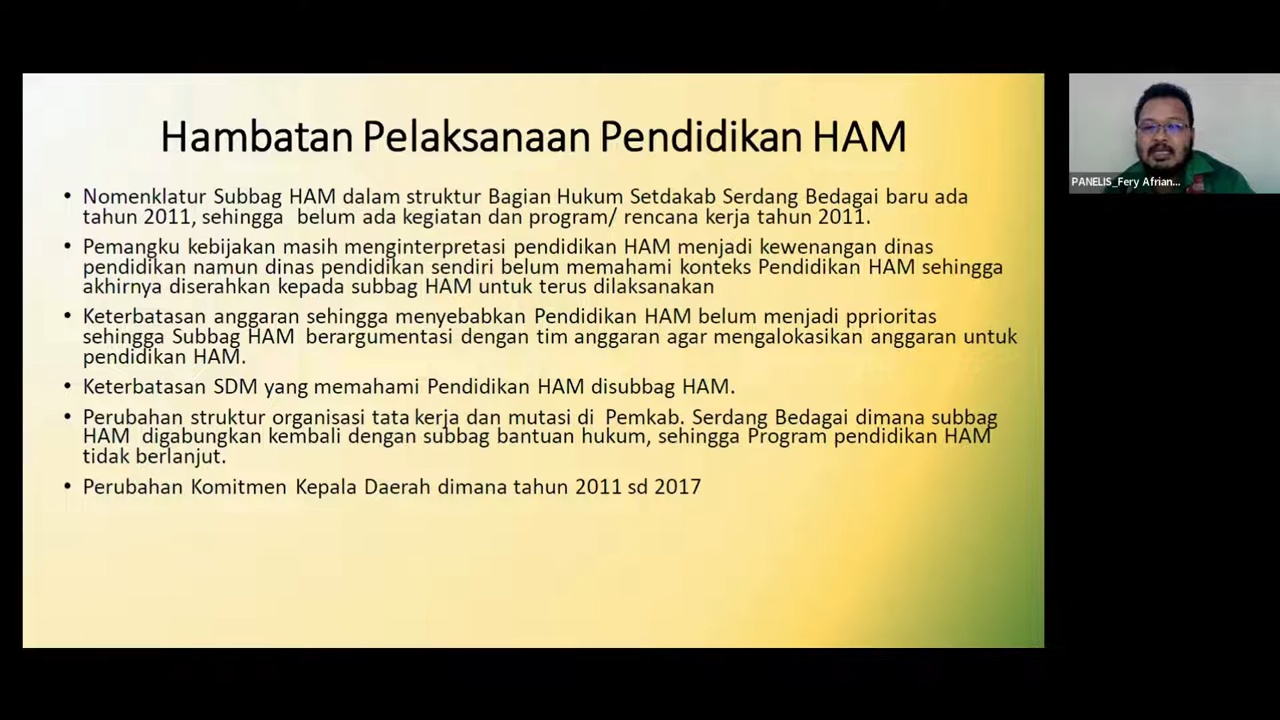 Hambatan Pelaksanaan Pendidikan HAM
• Nomenklatur Subbag HAM dalam struktur Bagian Hukum Setdakab Serdang Bedagai baru ada
tahun 2011, sehingga belum ada kegiatan dan program/ rencana kerja tahun 2011.
• Pemangku kebijakan masih menginterpretasi pendidikan HAM menjadi kewenangan dinas
pendidikan namun dinas pendidikan sendiri belum memahami konteks Pendidikan HAM sehingga
akhirnya diserahkan kepada subbag HAM untuk terus dilaksanakan
• Keterbatasan anggaran sehingga menyebabkan Pendidikan HAM belum menjadi pprioritas
sehingga Subbag HAM berargumentasi dengan tim anggaran agar mengalokasikan anggaran untuk
pendidikan HAM.
• Keterbatasan SDM yang memahami Pendidikan HAM disubbag HAM.
• Perubahan struktur organisasi tata kerja dan mutasi di Pemkab. Serdang Bedagai dimana subbag
HAM digabungkan kembali dengan subbag bantuan hukum, sehingga Program pendidikan HAM
tidak berlanjut.
• Perubahan Komitmen Kepala Daerah dimana tahun 2011 sd 2017
PANELIS_Fery Afrian...